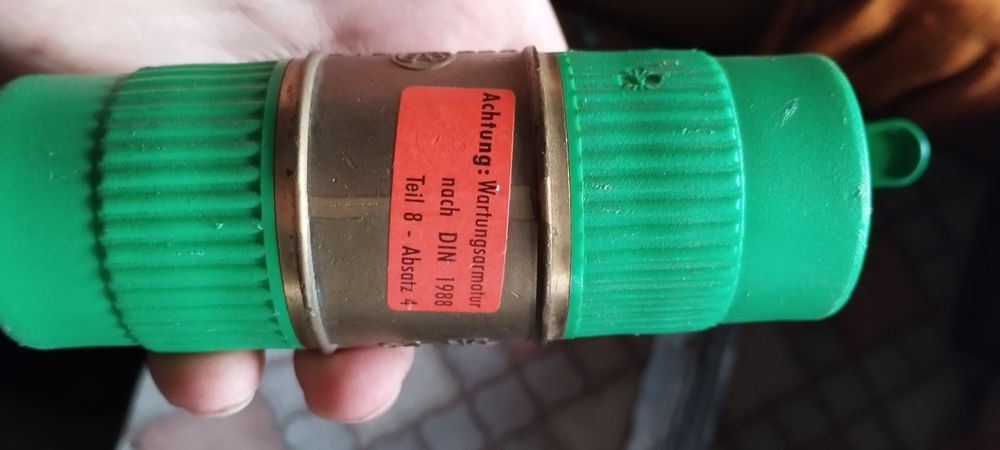 Achtung: Wartungsarmatur
nach DIN 1988
Teil 8 - Absatz 4